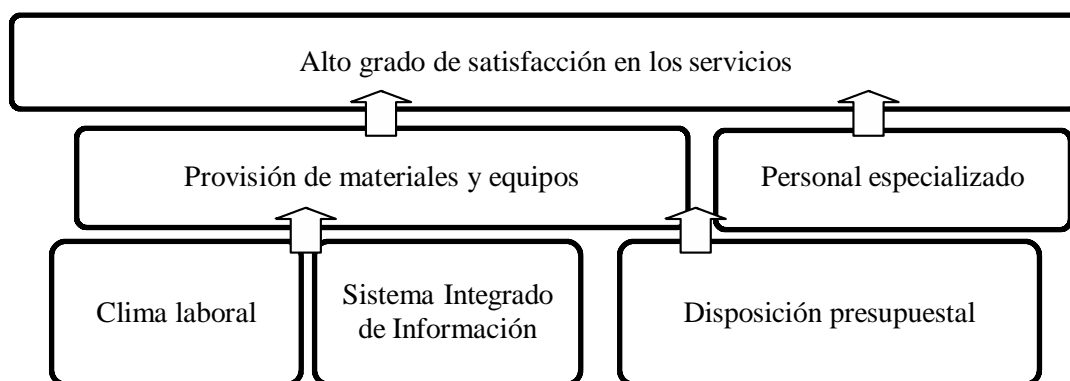 Alto grado de satisfacción en los servicios
Provisión de materiales y equipos
Personal especializado
Clima laboral
Sistema Integrado
de Información
Disposición presupuestal